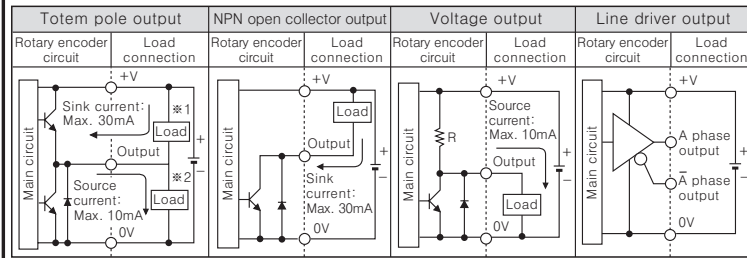 Totem pole output
Rotary encoder circuit
Load connection
+V
Sink current:
Max. 30mA
※1
Load
Main circuit
Output
+
−
※2
Source
current:
Max. 10mA
Load
0V
NPN open collector output
Rotary encoder circuit
Load connection
+V
Load
Main circuit
Output
+
−
Sink
current:
Max. 30mA
0V
Voltage output
Rotary encoder circuit
Load connection
+V
Source
current:
Max. 10mA
R
Main circuit
Output
+
−
Load
0V
Line driver output
Rotary encoder circuit
Load connection
+V
Main circuit
A phase
output
+
−
A̅ phase
output
0V